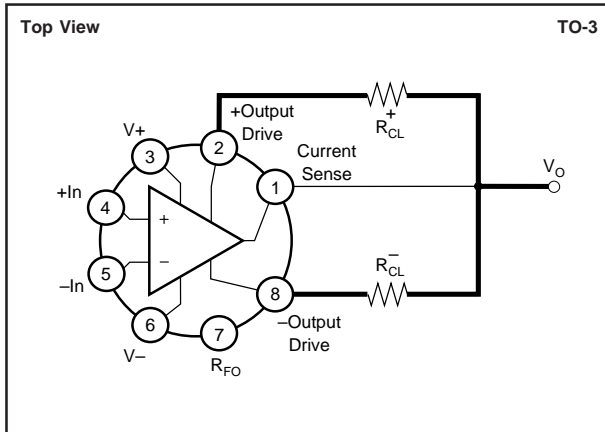 Top View
TO-3
+Output
Drive
R+CL
V+
Current
Sense
VO
+In
–In
R–CL
V–
RFO
–Output
Drive
3
2
1
4
5
6
7
8
+
–